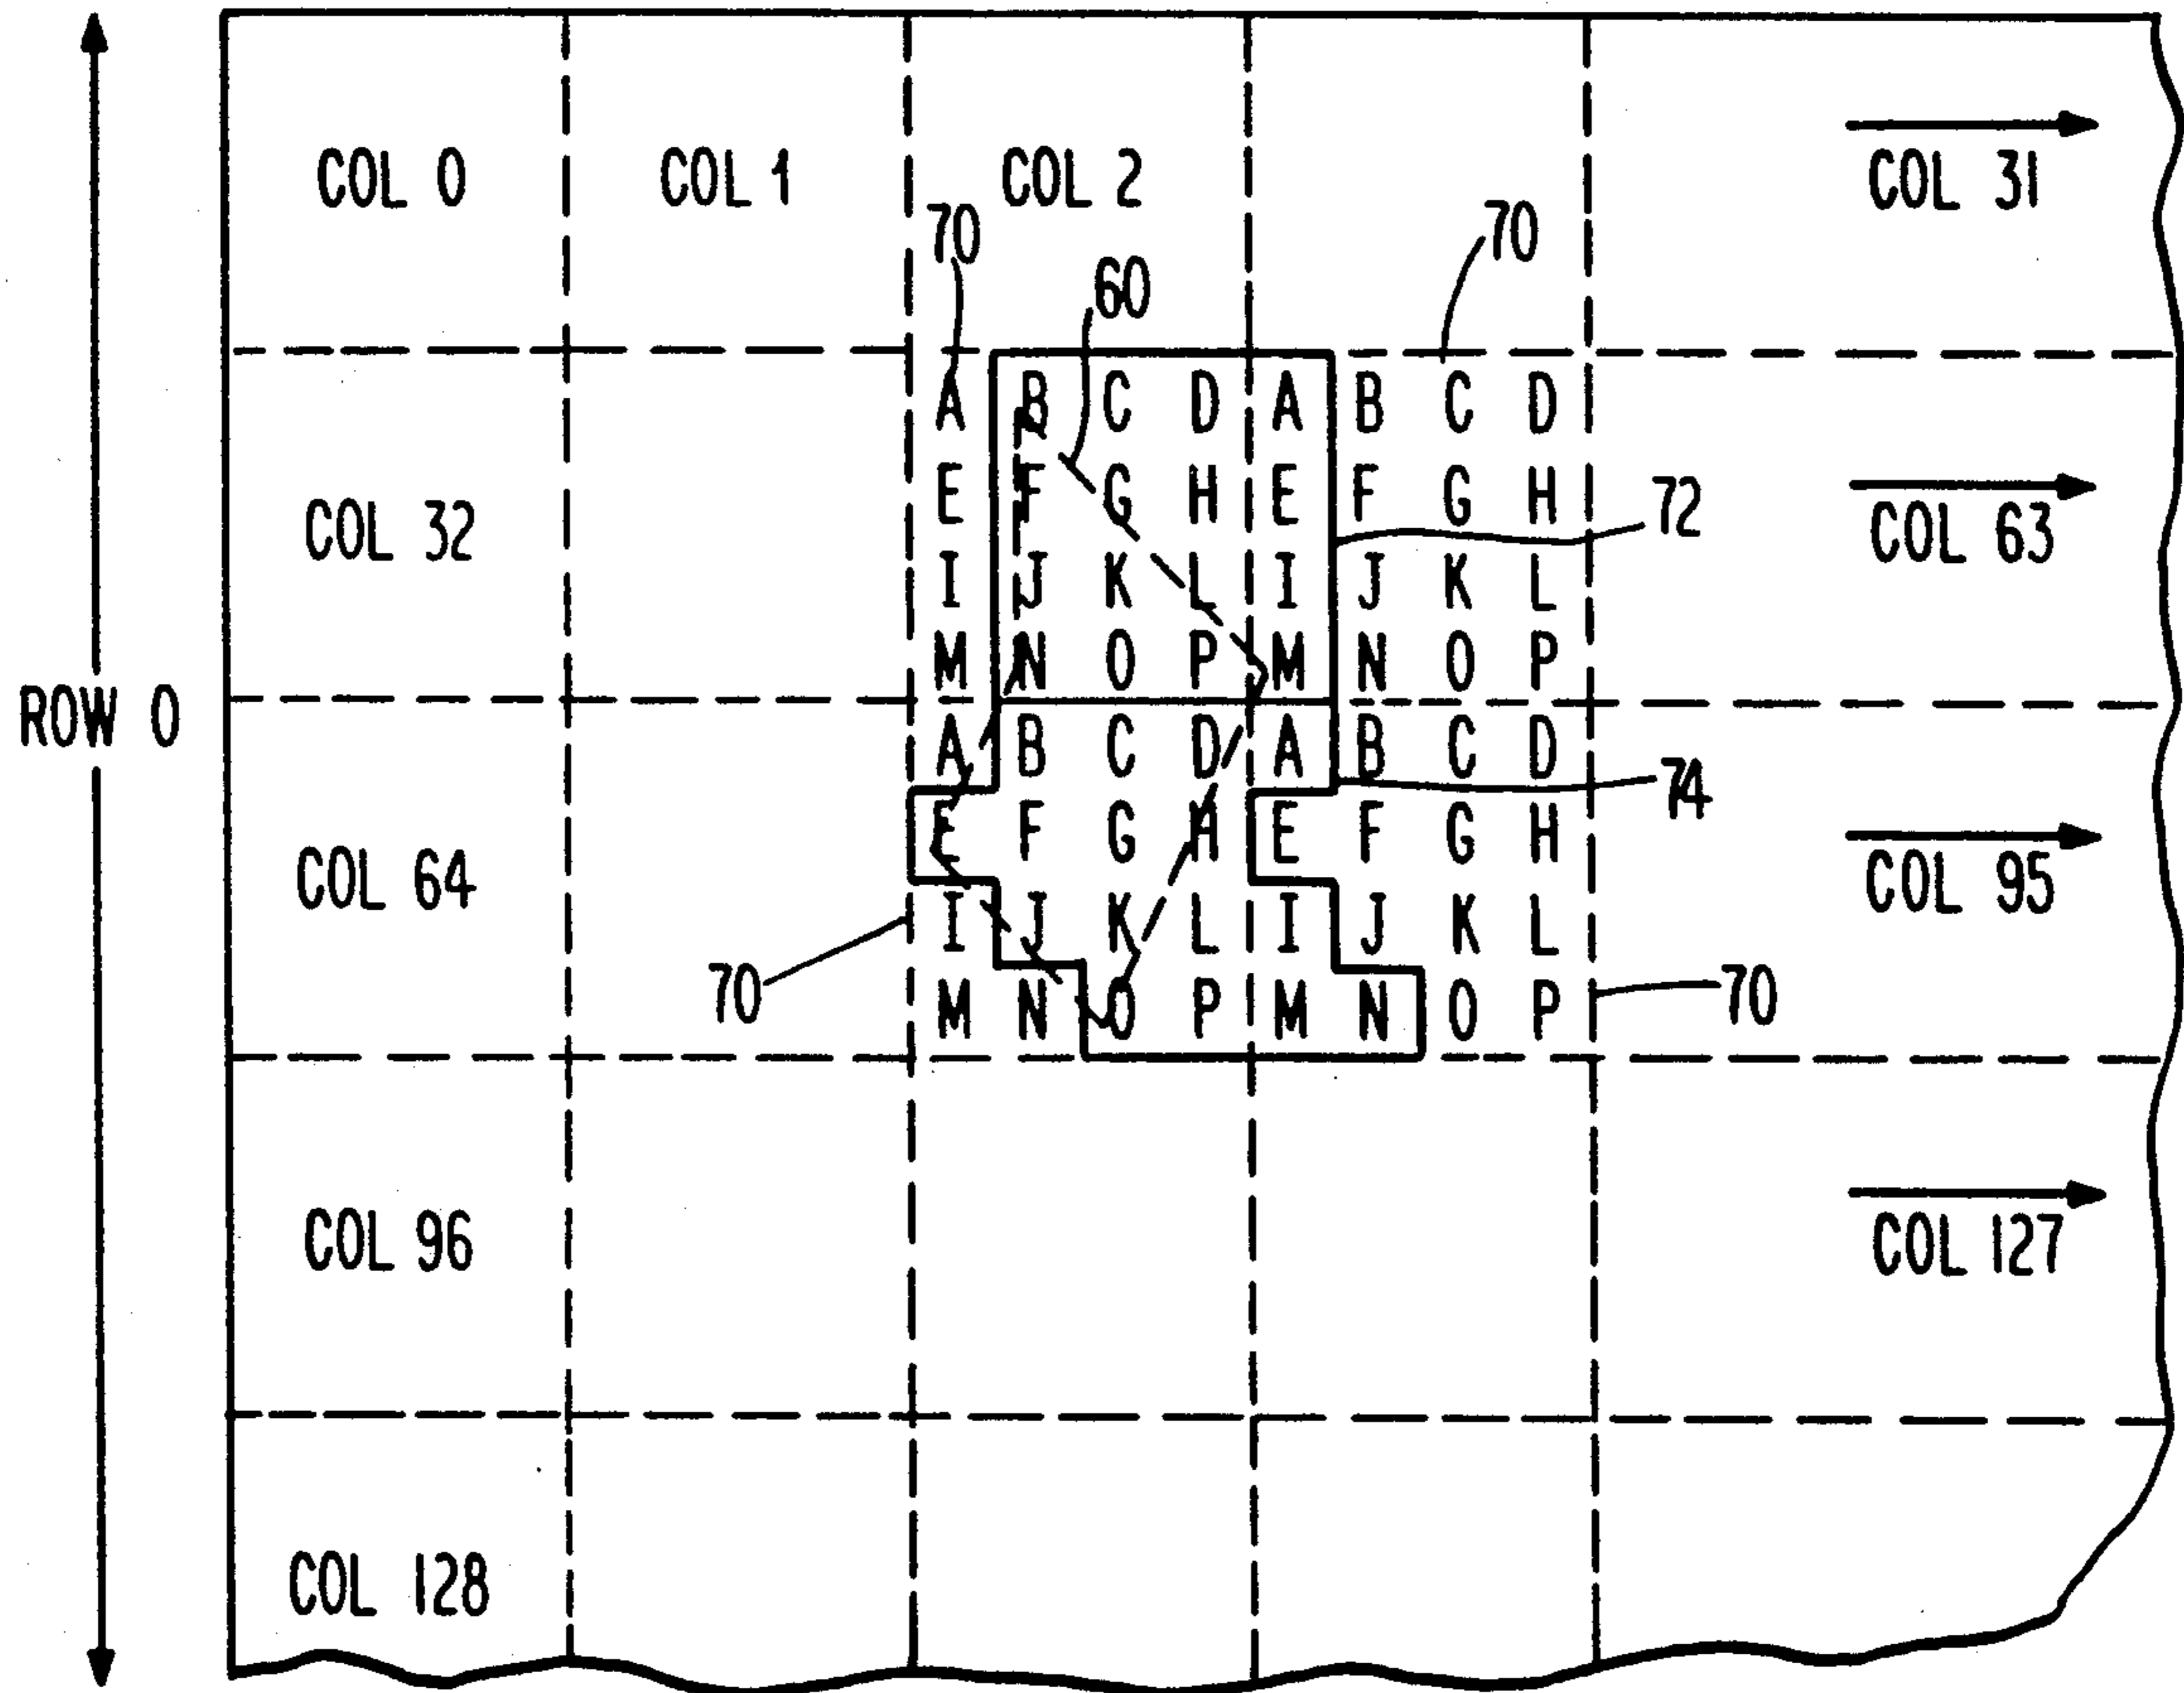 COL 0 COL 1 COL 2 COL 31
70 70
60
A B C D A B C D
E F G H E F G H
72
COL 32 COL 63
I J K L I J K L
M N O P M N O P
ROW 0
A B C D A B C D
74
E F G H E F G H
COL 64 COL 95
I J K L I J K L
70 70
M N O P M N O P
COL 96 COL 127
COL 128